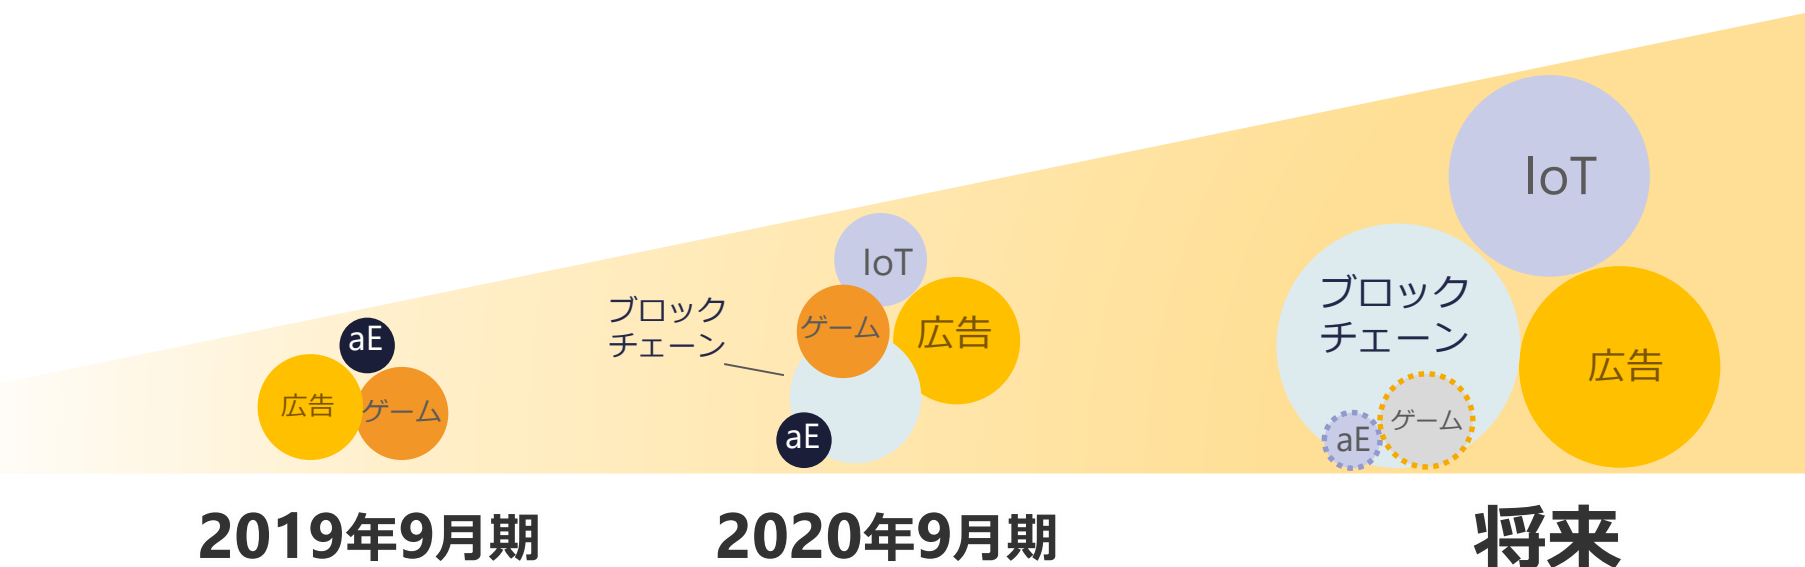 aE
広告
ゲーム
2019年9月期
IoT
ブロック
チェーン
ゲーム
広告
aE
2020年9月期
IoT
ブロック
チェーン
広告
ゲーム
aE
将来